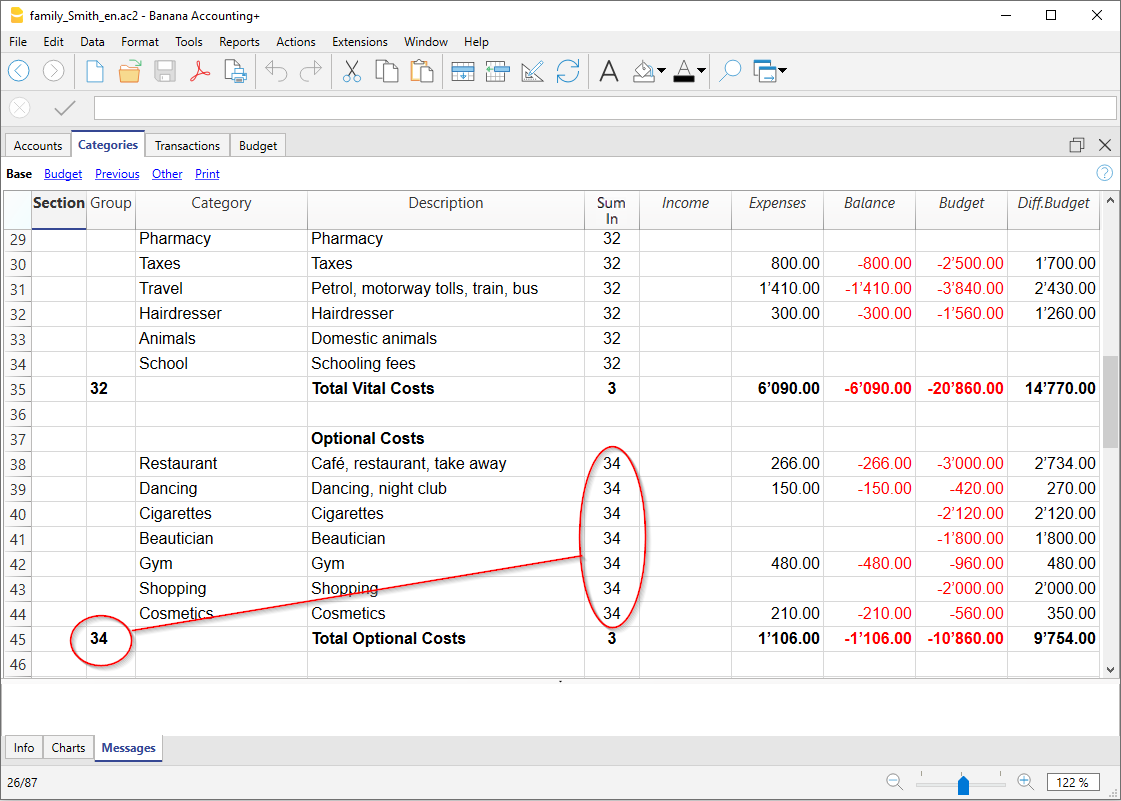 family_Smith_en.ac2 - Banana Accounting+
File Edit Data Format Tools Reports Actions Extensions Window Help
Accounts Categories Transactions Budget
Base Budget Previous Other Print
Section Group Category Description Sum In Income Expenses Balance Budget Diff.Budget
29 Pharmacy Pharmacy 32
30 Taxes Taxes 32 800.00 -800.00 -2'500.00 1'700.00
31 Travel Petrol, motorway tolls, train, bus 32 1'410.00 -1'410.00 -3'840.00 2'430.00
32 Hairdresser Hairdresser 32 300.00 -300.00 -1'560.00 1'260.00
33 Animals Domestic animals 32
34 School Schooling fees 32
35 32 Total Vital Costs 3 6'090.00 -6'090.00 -20'860.00 14'770.00
36
37 Optional Costs
38 Restaurant Café, restaurant, take away 34 266.00 -266.00 -3'000.00 2'734.00
39 Dancing Dancing, night club 34 150.00 -150.00 -420.00 270.00
40 Cigarettes Cigarettes 34 -2'120.00 2'120.00
41 Beautician Beautician 34 -1'800.00 1'800.00
42 Gym Gym 34 480.00 -480.00 -960.00 480.00
43 Shopping Shopping 34 -2'000.00 2'000.00
44 Cosmetics Cosmetics 34 210.00 -210.00 -560.00 350.00
45 34 Total Optional Costs 3 1'106.00 -1'106.00 -10'860.00 9'754.00
46
Info Charts Messages
26/87 122 %